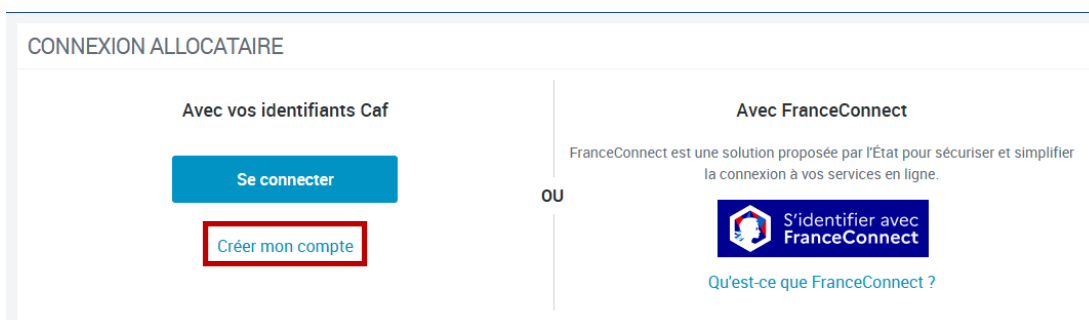 CONNEXION ALLOCATAIRE
Avec vos identifiants Caf
Se connecter
Créer mon compte
OU
Avec FranceConnect
FranceConnect est une solution proposée par l'État pour sécuriser et simplifier
la connexion à vos services en ligne.
S'identifier avec
FranceConnect
Qu'est-ce que FranceConnect ?